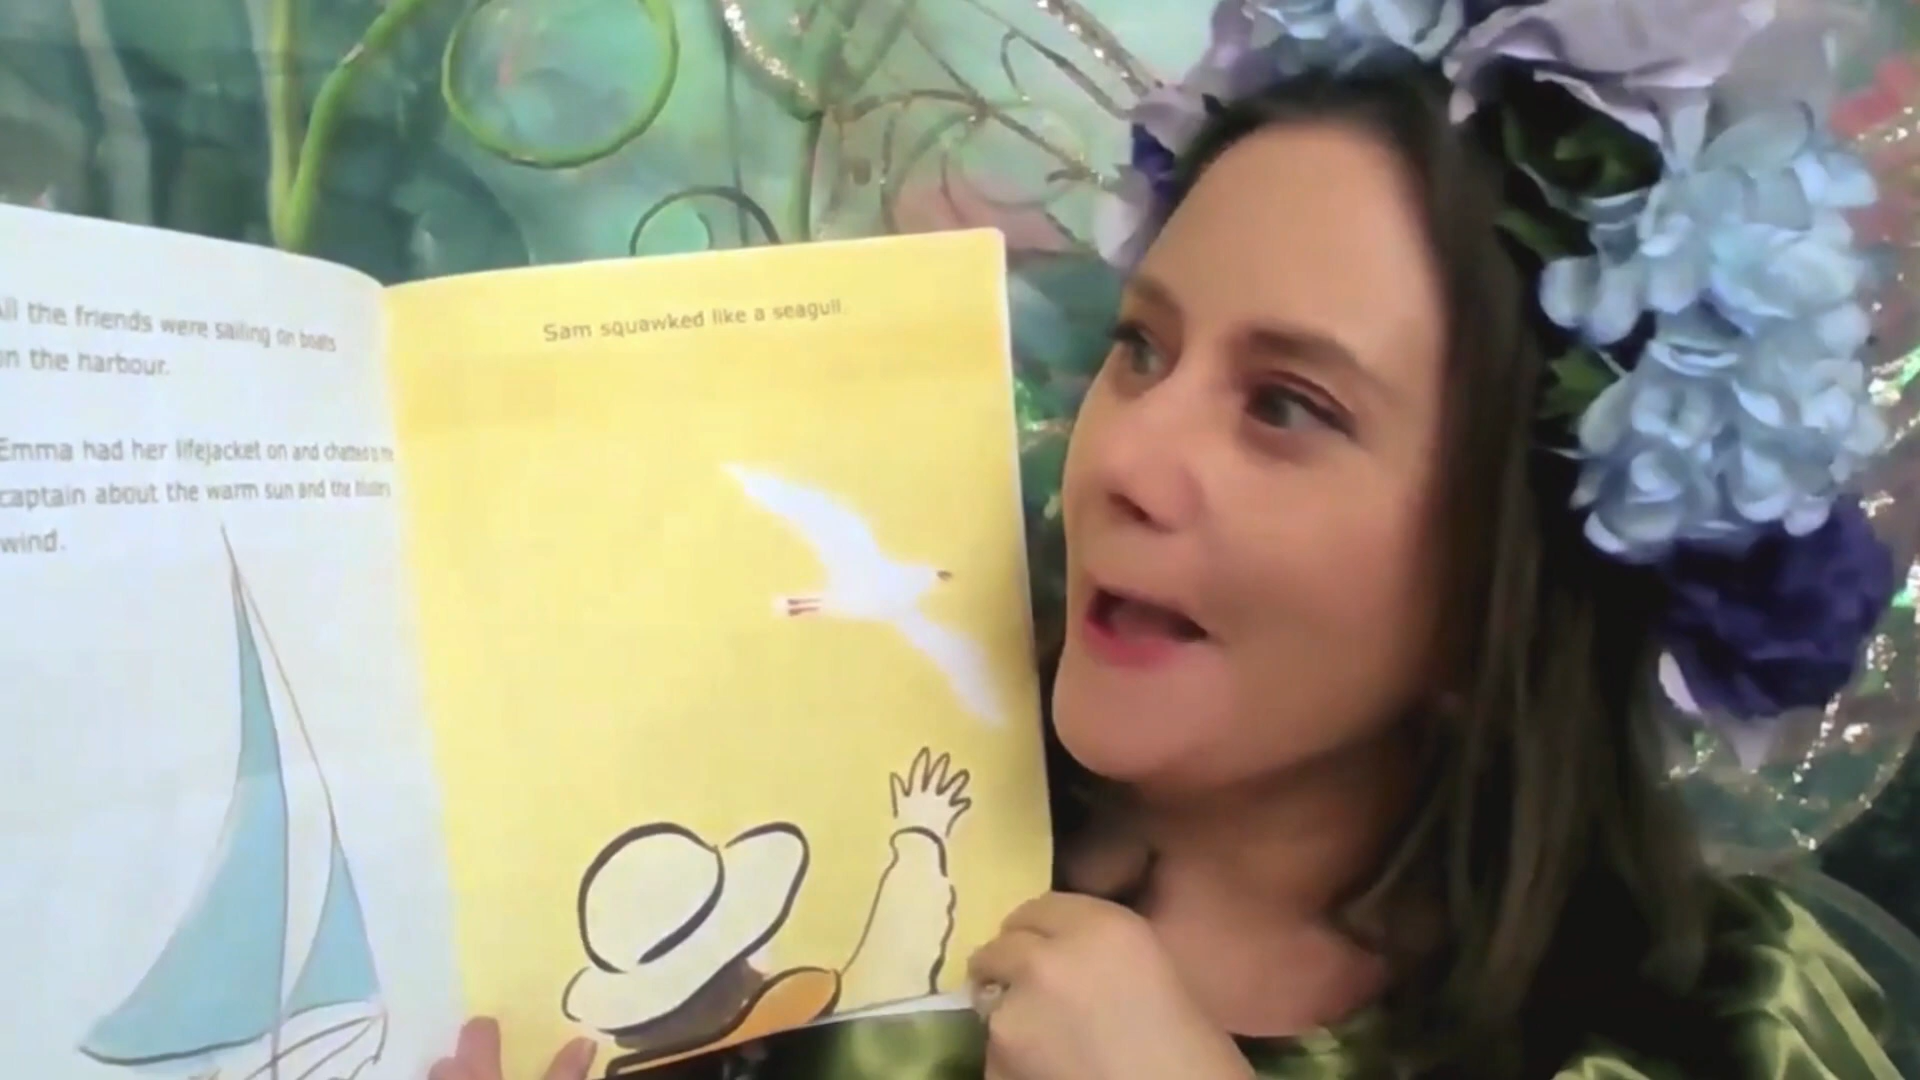 All the friends were sailing on boats
in the harbour.
Emma had her lifejacket on and chatted to the
captain about the warm sun and the
wind.
Sam squawked like a seagull.